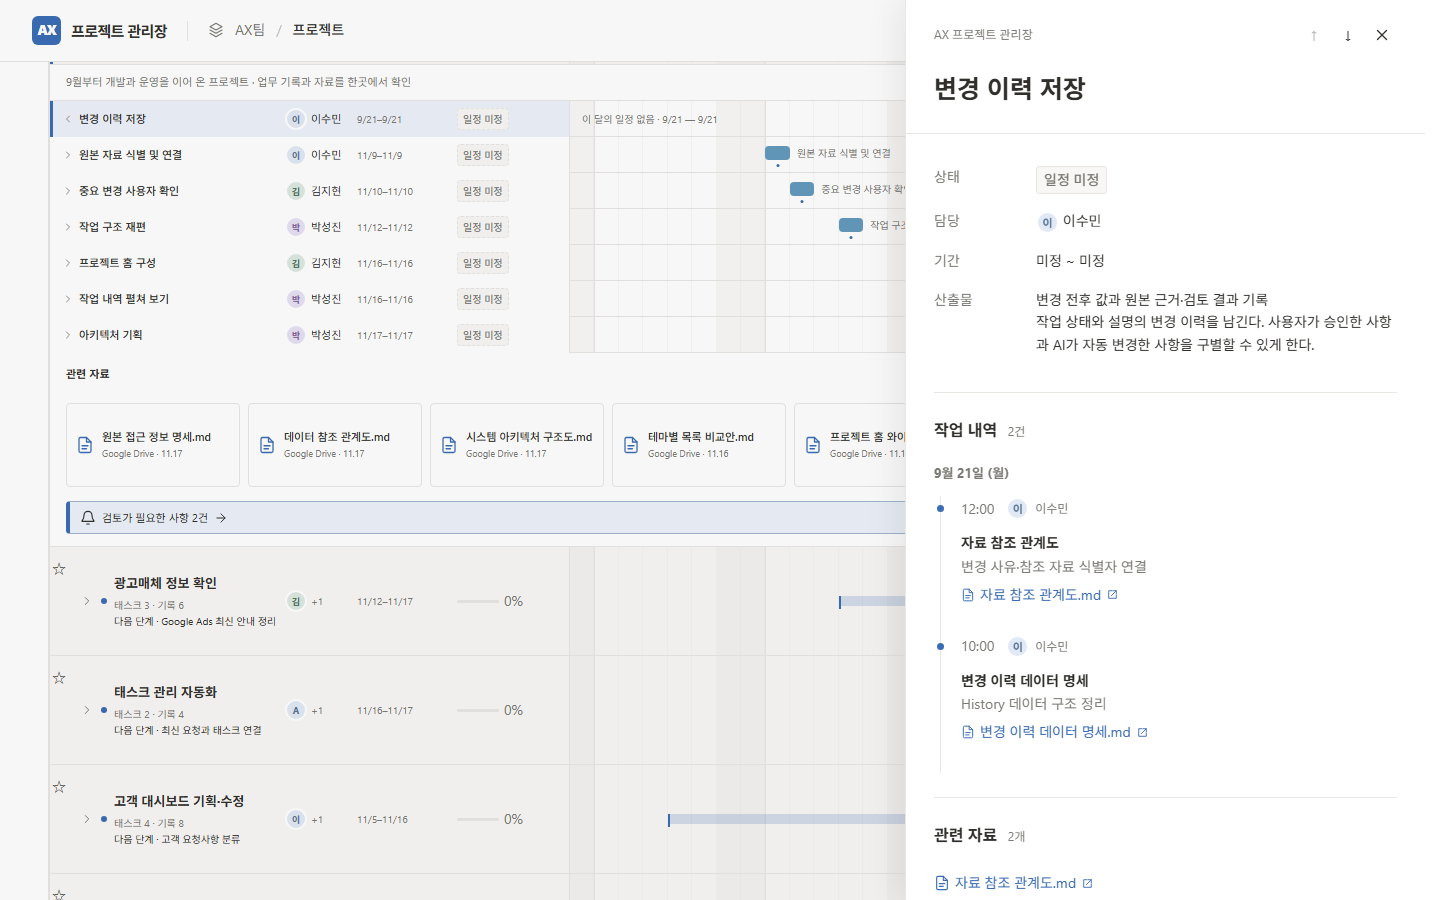 AX 프로젝트 관리장 AX팀 / 프로젝트
9월부터 개발과 운영을 이어 온 프로젝트 · 업무 기록과 자료를 한곳에서 확인
변경 이력 저장 이 이수민 9/21–9/21 일정 미정 이 달의 일정 없음 · 9/21 — 9/21
원본 자료 식별 및 연결 이 이수민 11/9–11/9 일정 미정 원본 자료 식별 및 연결
중요 변경 사용자 확인 김 김지현 11/10–11/10 일정 미정 중요 변경 사용자
작업 구조 재편 박 박성진 11/12–11/12 일정 미정 작업
프로젝트 홈 구성 김 김지현 11/16–11/16 일정 미정
작업 내역 펼쳐 보기 박 박성진 11/16–11/16 일정 미정
아키텍처 기획 박 박성진 11/17–11/17 일정 미정
관련 자료
원본 접근 정보 명세.md
Google Drive · 11.17
데이터 참조 관계도.md
Google Drive · 11.17
시스템 아키텍처 구조도.md
Google Drive · 11.17
테마별 목록 비교안.md
Google Drive · 11.16
프로젝트 홈
Google Drive
검토가 필요한 사항 2건 →
광고매체 정보 확인
태스크 3 · 기록 6
다음 단계 · Google Ads 최신 안내 정리
김 +1 11/12–11/17 0%
태스크 관리 자동화
태스크 2 · 기록 4
다음 단계 · 최신 요청과 태스크 연결
A +1 11/16–11/17 0%
고객 대시보드 기획·수정
태스크 4 · 기록 8
다음 단계 · 고객 요청사항 분류
이 +1 11/5–11/16 0%
AX 프로젝트 관리장
변경 이력 저장
상태 일정 미정
담당 이 이수민
기간 미정 ~ 미정
산출물 변경 전후 값과 원본 근거·검토 결과 기록
작업 상태와 설명의 변경 이력을 남긴다. 사용자가 승인한 사항
과 AI가 자동 변경한 사항을 구별할 수 있게 한다.
작업 내역 2건
9월 21일 (월)
12:00 이 이수민
자료 참조 관계도
변경 사유·참조 자료 식별자 연결
자료 참조 관계도.md
10:00 이 이수민
변경 이력 데이터 명세
History 데이터 구조 정리
변경 이력 데이터 명세.md
관련 자료 2개
자료 참조 관계도.md